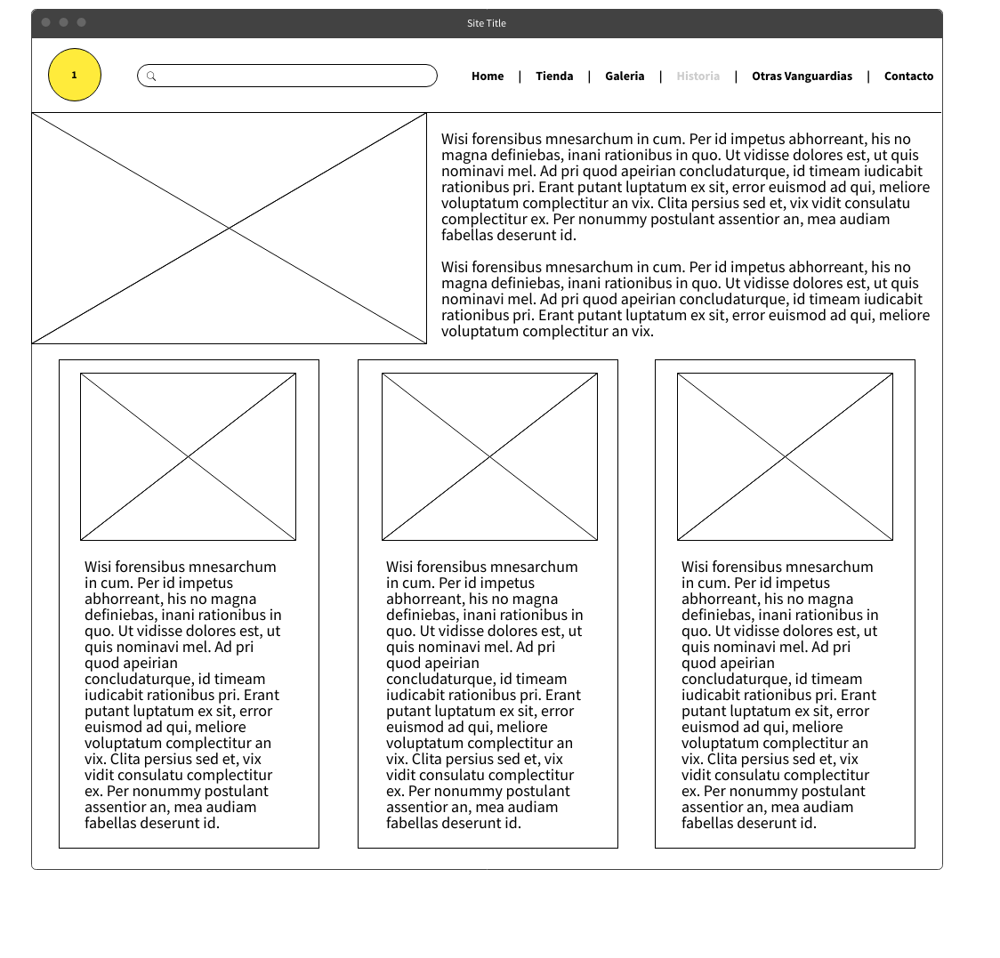 Site Title
1
Home | Tienda | Galeria | Historia | Otras Vanguardias | Contacto
Wisi forensibus mnesarchum in cum. Per id impetus abhorreant, his no
magna definiebas, inani rationibus in quo. Ut vidisse dolores est, ut quis
nominavi mel. Ad pri quod apeirian concludaturque, id timeam iudicabit
rationibus pri. Erant putant luptatum ex sit, error euismod ad qui, meliore
voluptatum complectitur an vix. Clita persius sed et, vix vidit consulatu
complectitur ex. Per nonummy postulant assentior an, mea audiam
fabellas deserunt id.
Wisi forensibus mnesarchum in cum. Per id impetus abhorreant, his no
magna definiebas, inani rationibus in quo. Ut vidisse dolores est, ut quis
nominavi mel. Ad pri quod apeirian concludaturque, id timeam iudicabit
rationibus pri. Erant putant luptatum ex sit, error euismod ad qui, meliore
voluptatum complectitur an vix.
Wisi forensibus mnesarchum
in cum. Per id impetus
abhorreant, his no magna
definiebas, inani rationibus in
quo. Ut vidisse dolores est, ut
quis nominavi mel. Ad pri
quod apeirian
concludaturque, id timeam
iudicabit rationibus pri. Erant
putant luptatum ex sit, error
euismod ad qui, meliore
voluptatum complectitur an
vix. Clita persius sed et, vix
vidit consulatu complectitur
ex. Per nonummy postulant
assentior an, mea audiam
fabellas deserunt id.
Wisi forensibus mnesarchum
in cum. Per id impetus
abhorreant, his no magna
definiebas, inani rationibus in
quo. Ut vidisse dolores est, ut
quis nominavi mel. Ad pri
quod apeirian
concludaturque, id timeam
iudicabit rationibus pri. Erant
putant luptatum ex sit, error
euismod ad qui, meliore
voluptatum complectitur an
vix. Clita persius sed et, vix
vidit consulatu complectitur
ex. Per nonummy postulant
assentior an, mea audiam
fabellas deserunt id.
Wisi forensibus mnesarchum
in cum. Per id impetus
abhorreant, his no magna
definiebas, inani rationibus in
quo. Ut vidisse dolores est, ut
quis nominavi mel. Ad pri
quod apeirian
concludaturque, id timeam
iudicabit rationibus pri. Erant
putant luptatum ex sit, error
euismod ad qui, meliore
voluptatum complectitur an
vix. Clita persius sed et, vix
vidit consulatu complectitur
ex. Per nonummy postulant
assentior an, mea audiam
fabellas deserunt id.